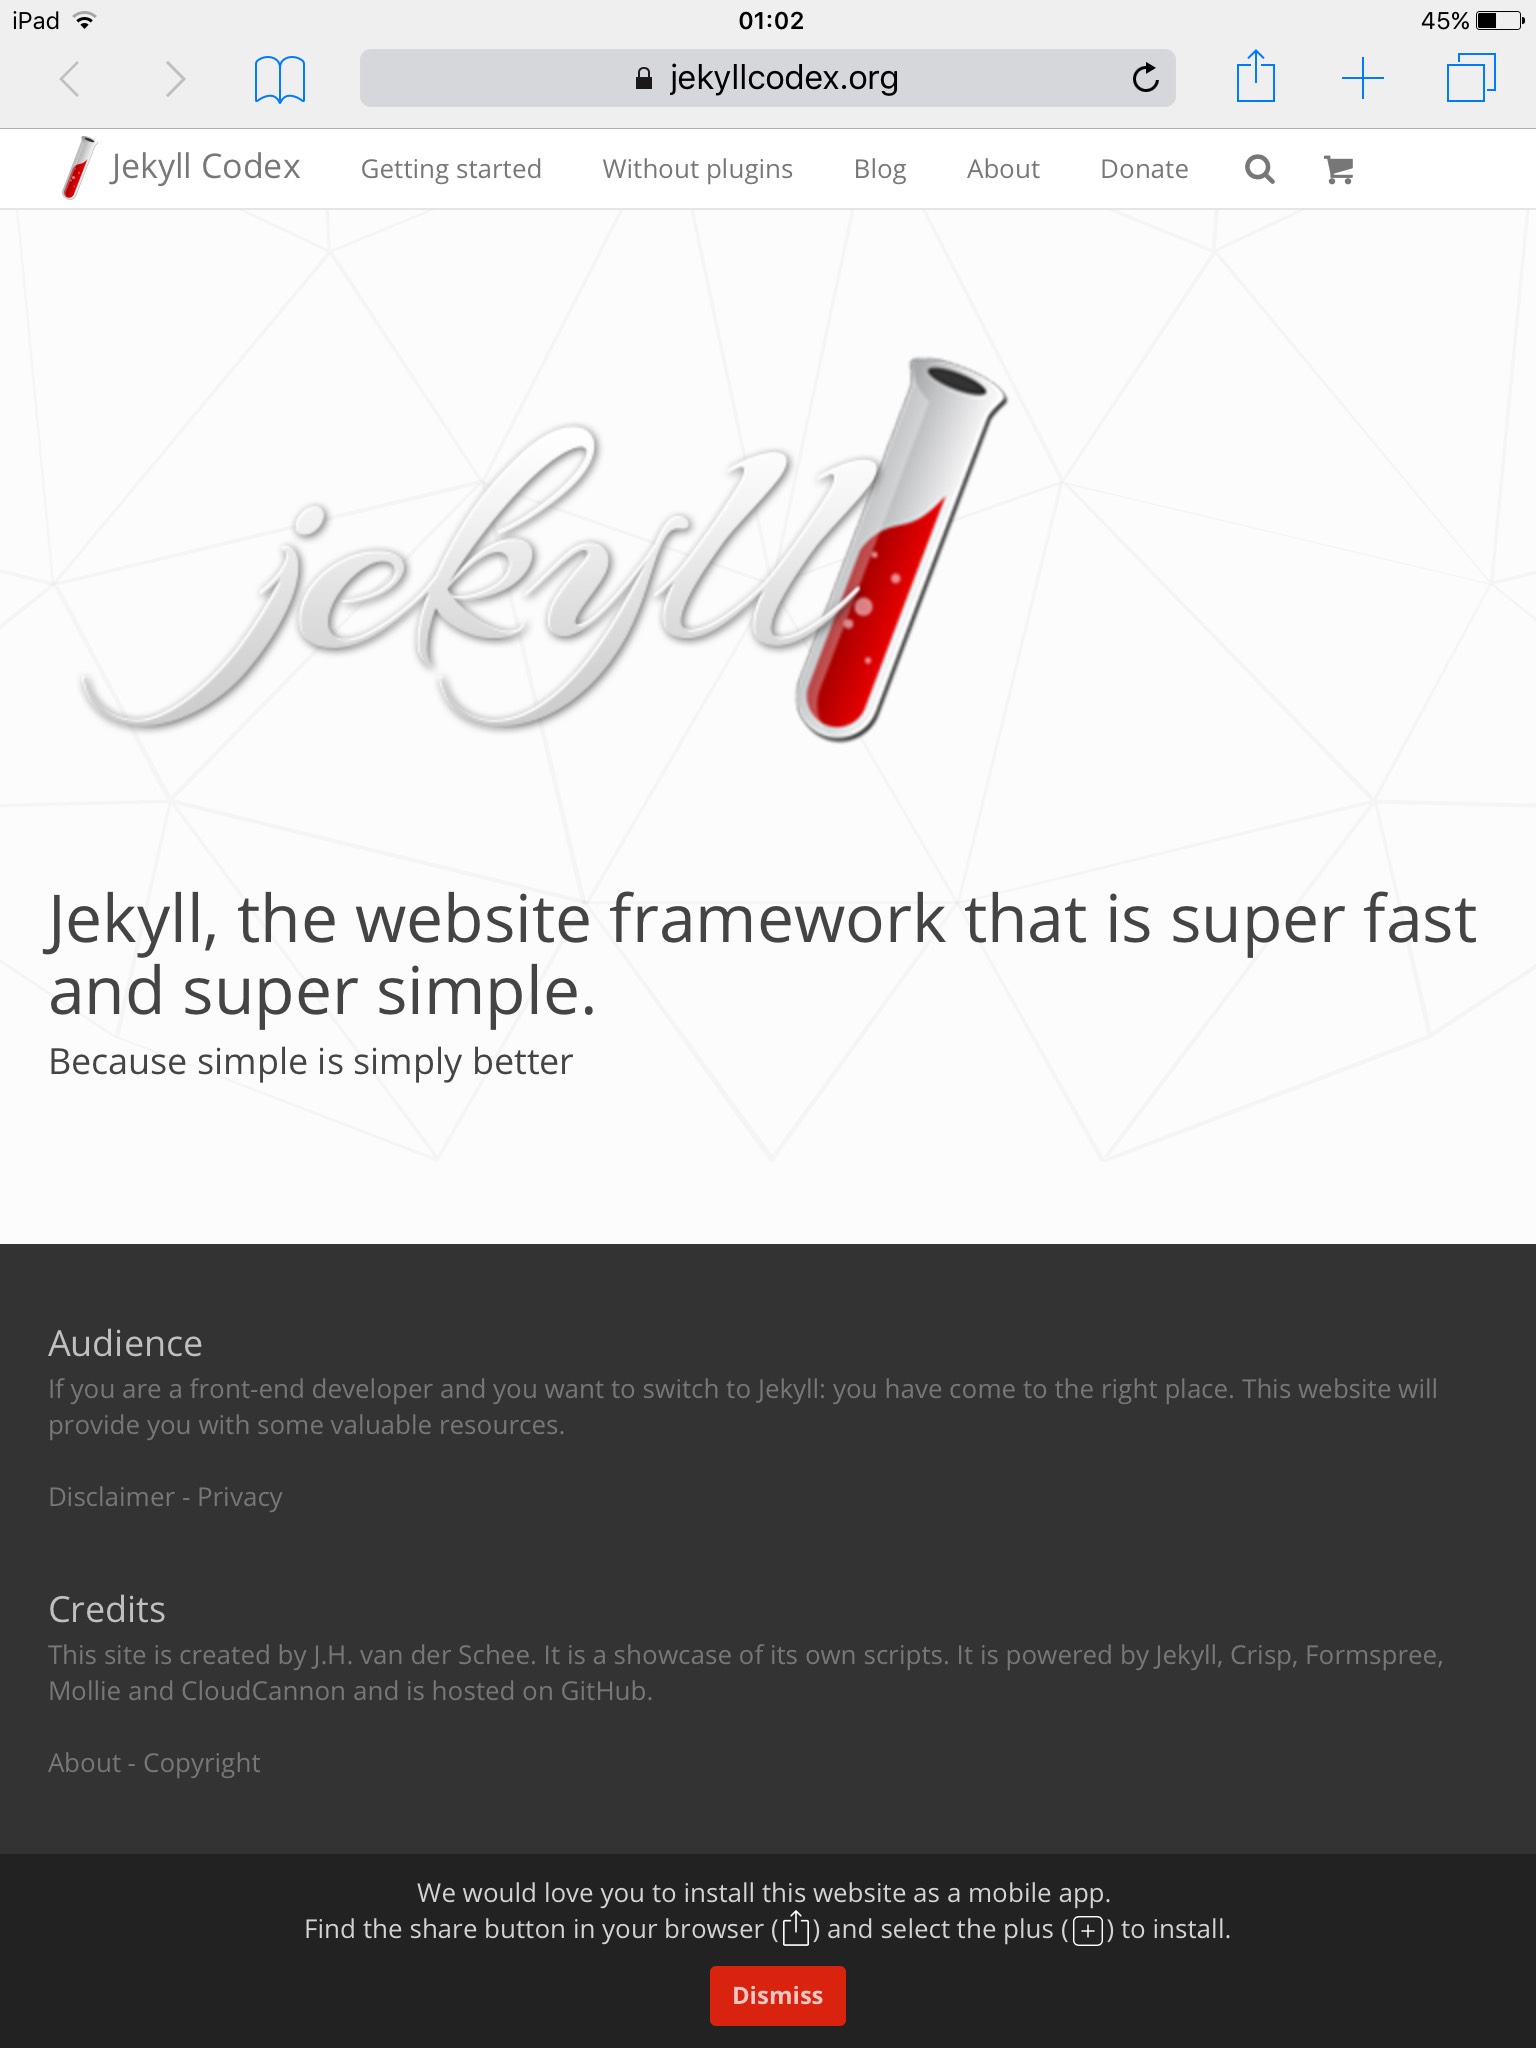 iPad 01:02 45%
jekyllcodex.org
Jekyll Codex Getting started Without plugins Blog About Donate
jekyll
Jekyll, the website framework that is super fast
and super simple.
Because simple is simply better
Audience
If you are a front-end developer and you want to switch to Jekyll: you have come to the right place. This website will
provide you with some valuable resources.
Disclaimer - Privacy
Credits
This site is created by J.H. van der Schee. It is a showcase of its own scripts. It is powered by Jekyll, Crisp, Formspree,
Mollie and CloudCannon and is hosted on GitHub.
About - Copyright
We would love you to install this website as a mobile app.
Find the share button in your browser () and select the plus (+) to install.
Dismiss